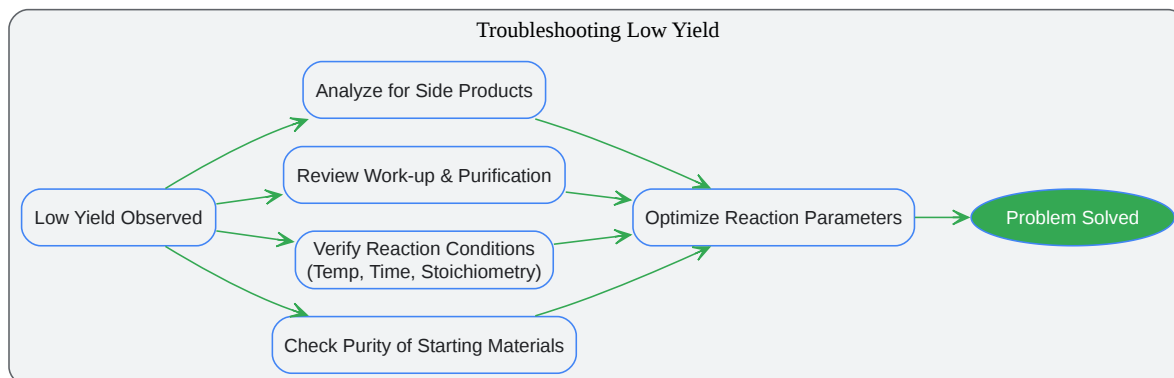 Troubleshooting Low Yield
Analyze for Side Products
Review Work-up & Purification
Low Yield Observed
Optimize Reaction Parameters
Problem Solved
Verify Reaction Conditions
(Temp, Time, Stoichiometry)
Check Purity of Starting Materials